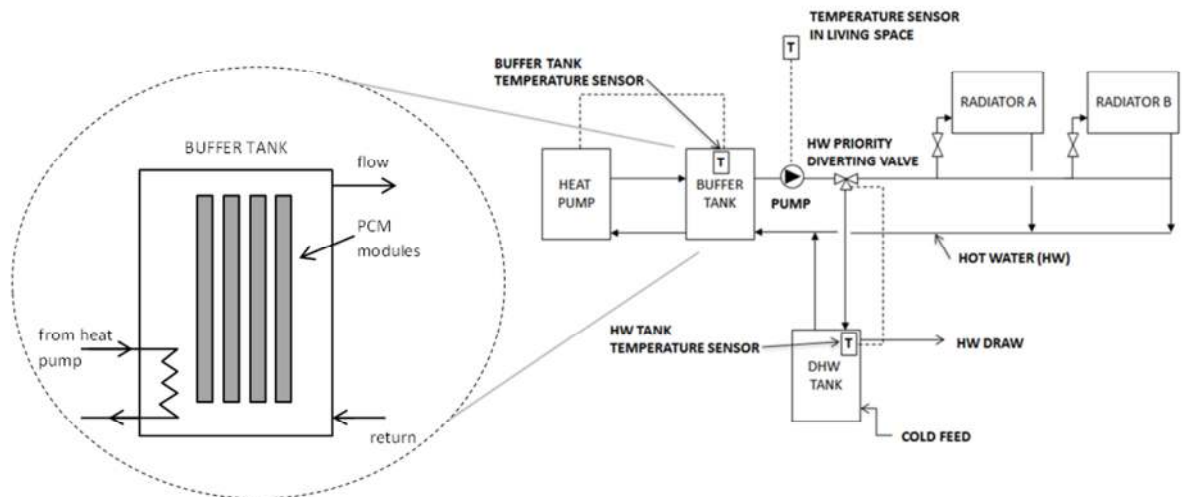 BUFFER TANK
flow
PCM
modules
from heat
pump
return
TEMPERATURE SENSOR
IN LIVING SPACE
T
BUFFER TANK
TEMPERATURE SENSOR
T
HEAT
PUMP
BUFFER
TANK
PUMP
HW PRIORITY
DIVERTING VALVE
RADIATOR A
RADIATOR B
HOT WATER (HW)
HW TANK
TEMPERATURE SENSOR
T
DHW
TANK
HW DRAW
COLD FEED